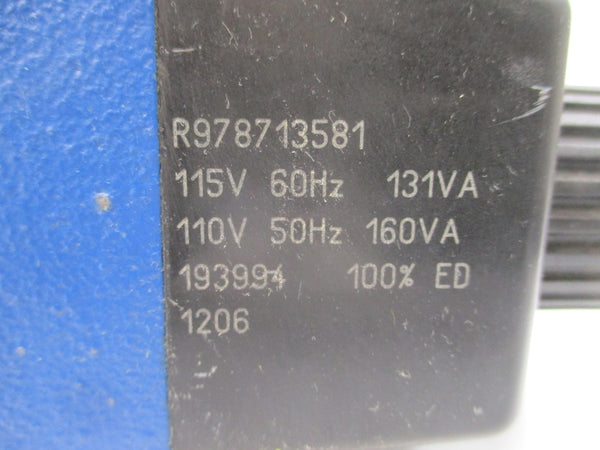 R978713581
115V 60Hz 131VA
110V 50Hz 160VA
193994 100% ED
1206